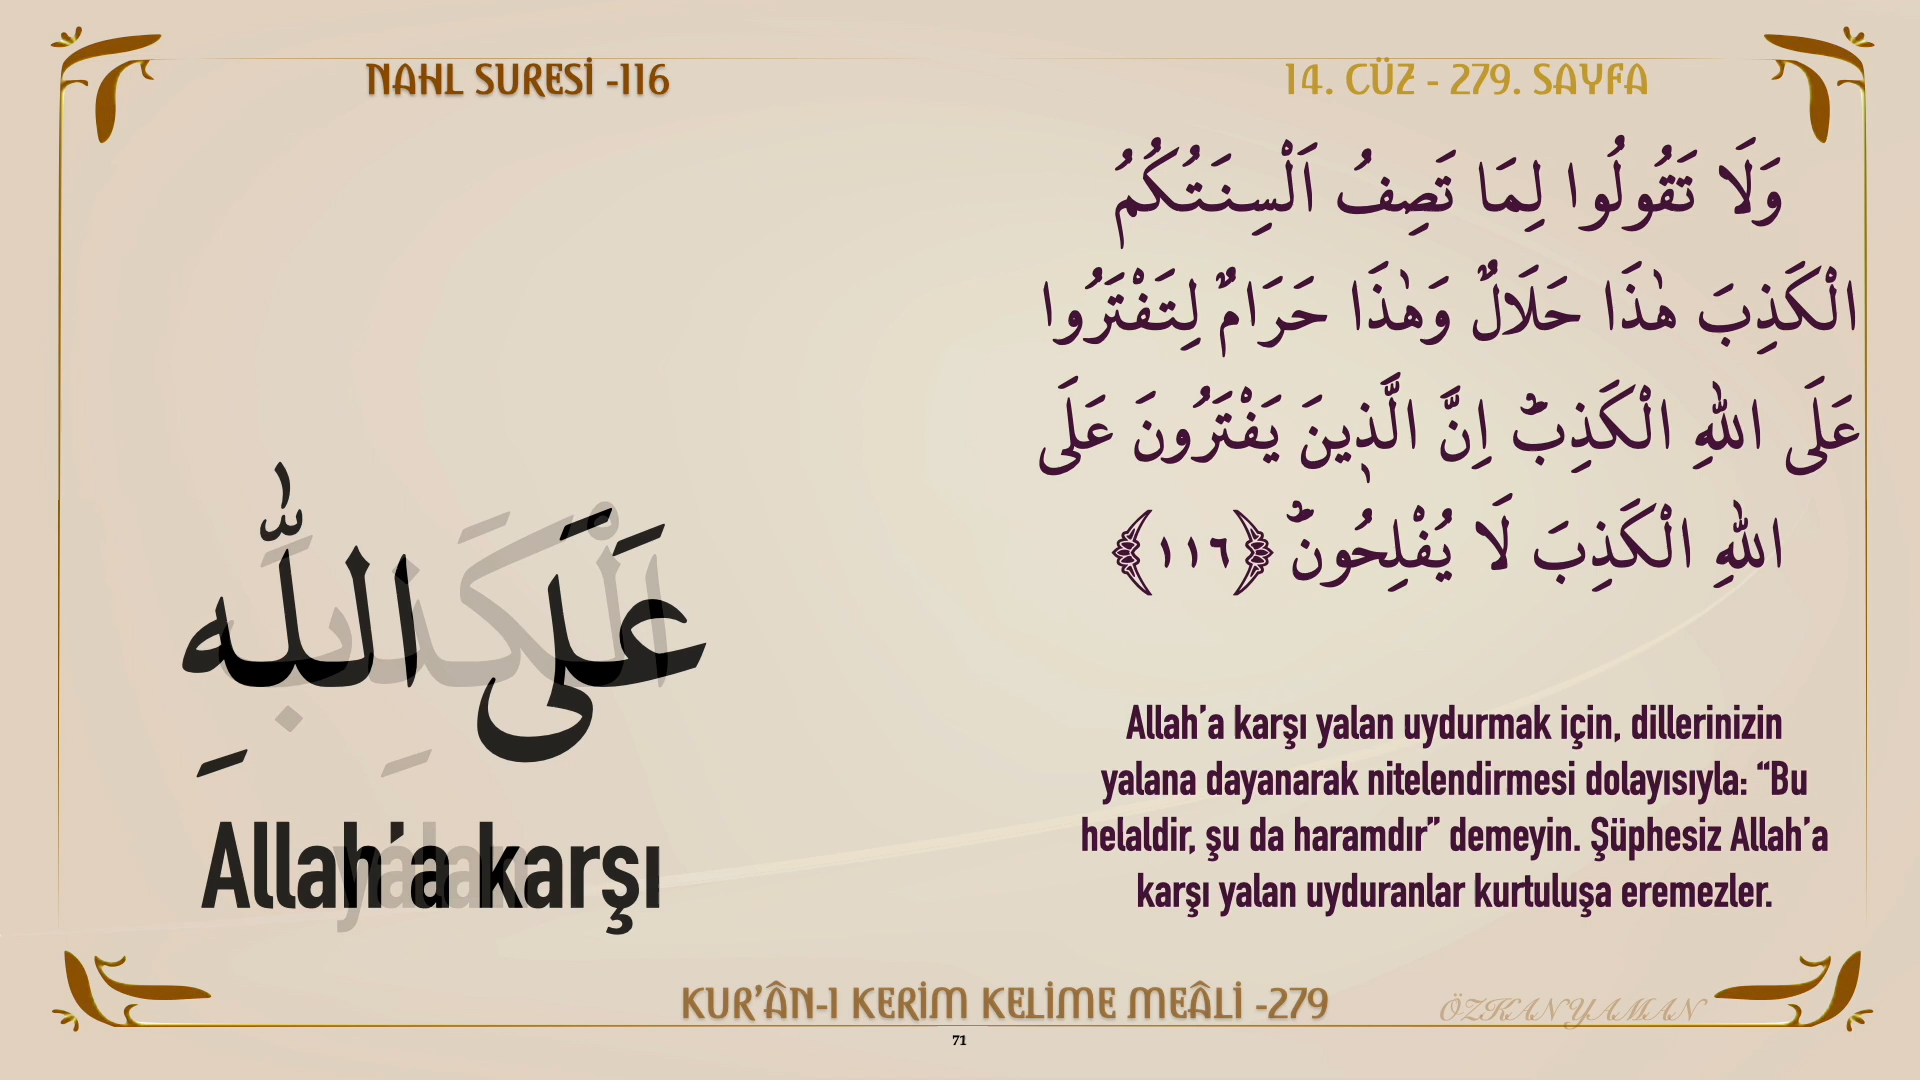 NAHL SURESİ -116
14. CÜZ - 279. SAYFA
وَلَا تَقُولُوا لِمَا تَصِفُ اَلْسِنَتُكُمُ
الْكَذِبَ هٰذَا حَلَالٌ وَهٰذَا حَرَامٌ لِتَفْتَرُوا
عَلَى اللّٰهِ الْكَذِبَۜ اِنَّ الَّذ۪ينَ يَفْتَرُونَ عَلَى
اللّٰهِ الْكَذِبَ لَا يُفْلِحُونَۜ ﴿١١٦﴾
عَلَى اللّٰهِ
الْكَذِبَ
Allah’a karşı
yalan
Allah’a karşı yalan uydurmak için, dillerinizin
yalana dayanarak nitelendirmesi dolayısıyla: “Bu
helaldir, şu da haramdır” demeyin. Şüphesiz Allah’a
karşı yalan uyduranlar kurtuluşa eremezler.
KUR’ÂN-I KERİM KELİME MEÂLİ -279
ÖZKAN YAMAN
71